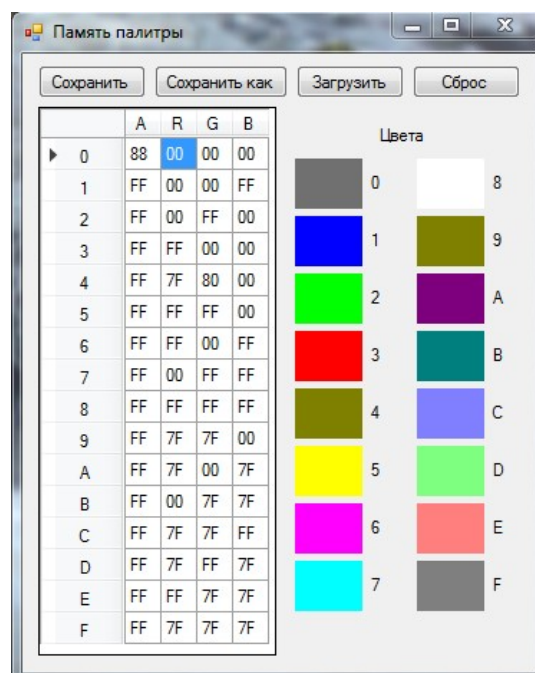 Память палитры
Сохранить Сохранить как Загрузить Сброс
A R G B
0 88 00 00 00
1 FF 00 00 FF
2 FF 00 FF 00
3 FF FF 00 00
4 FF 7F 80 00
5 FF FF FF 00
6 FF FF 00 FF
7 FF 00 FF FF
8 FF FF FF FF
9 FF 7F 7F 00
A FF 7F 00 7F
B FF 00 7F 7F
C FF 7F 7F FF
D FF 7F FF 7F
E FF FF 7F 7F
F FF 7F 7F 7F
Цвета
0 8
1 9
2 A
3 B
4 C
5 D
6 E
7 F